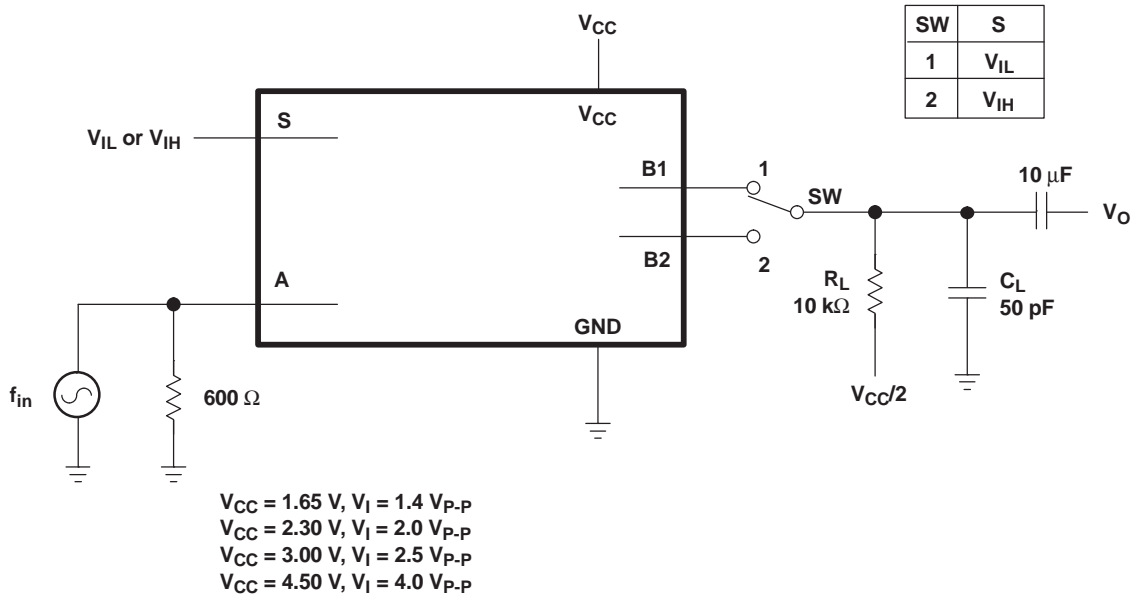 VCC
SW S
1 VIL
2 VIH
VCC
S
VIL or VIH
B1
1
SW
10 μF
VO
B2
2
A
RL
10 kΩ
CL
50 pF
GND
fin
600 Ω
VCC/2
VCC = 1.65 V, VI = 1.4 VP-P
VCC = 2.30 V, VI = 2.0 VP-P
VCC = 3.00 V, VI = 2.5 VP-P
VCC = 4.50 V, VI = 4.0 VP-P